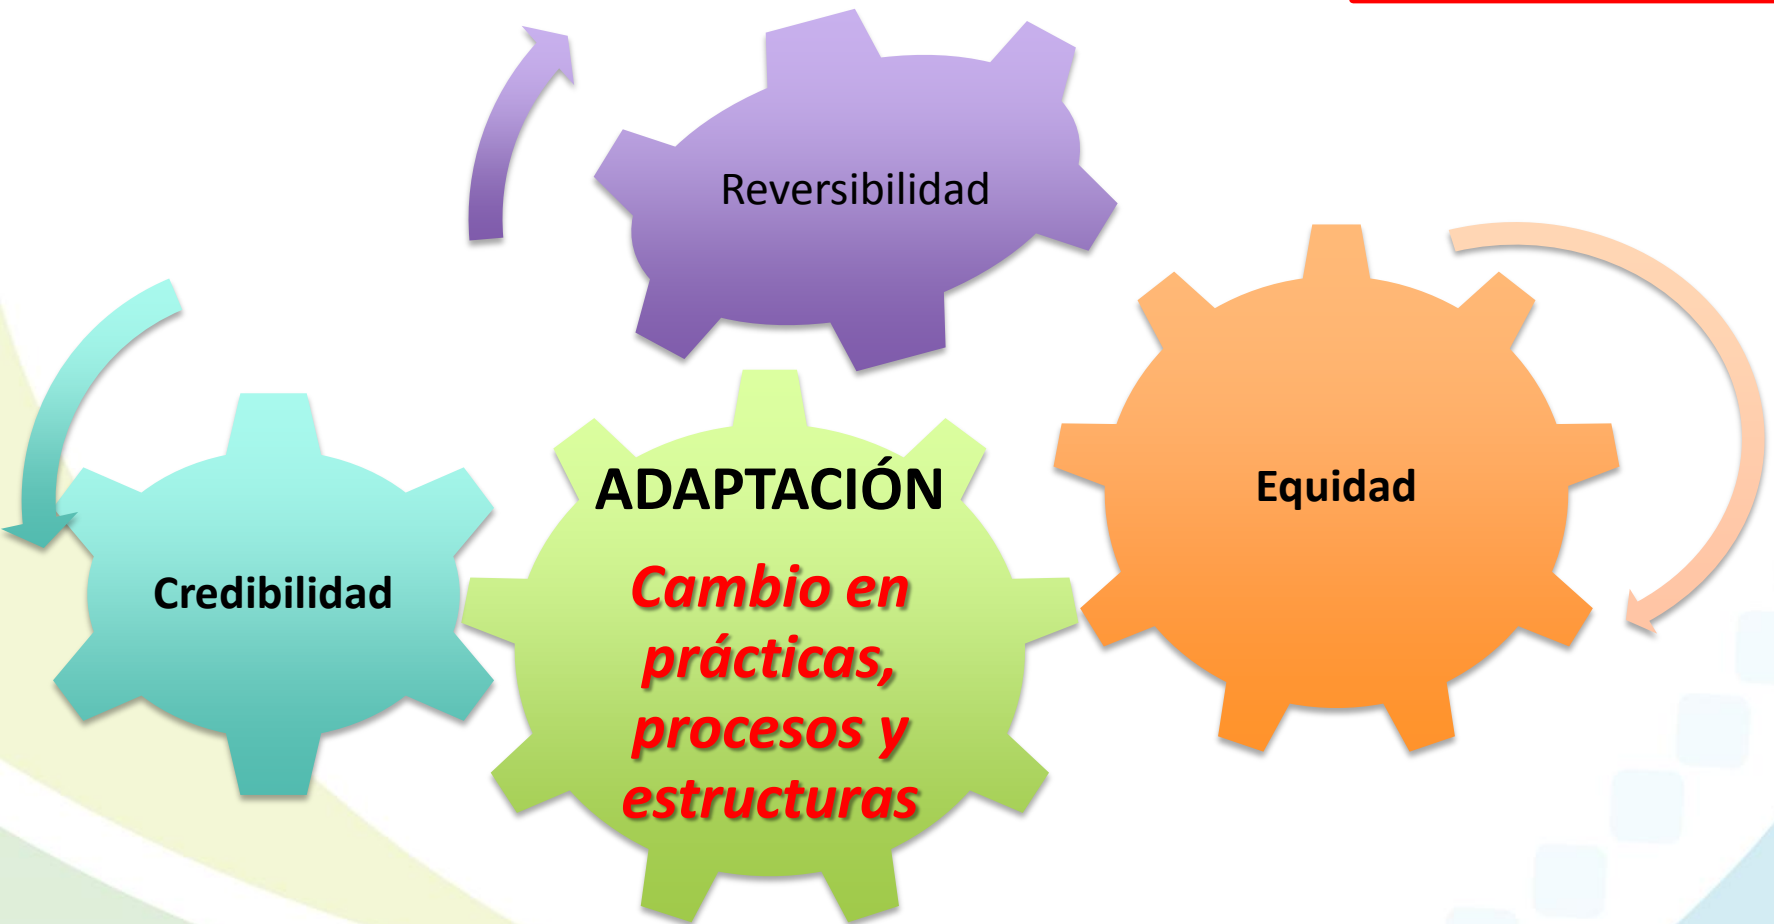 Reversibilidad
Equidad
ADAPTACIÓN
Cambio en
prácticas,
procesos y
estructuras
Credibilidad